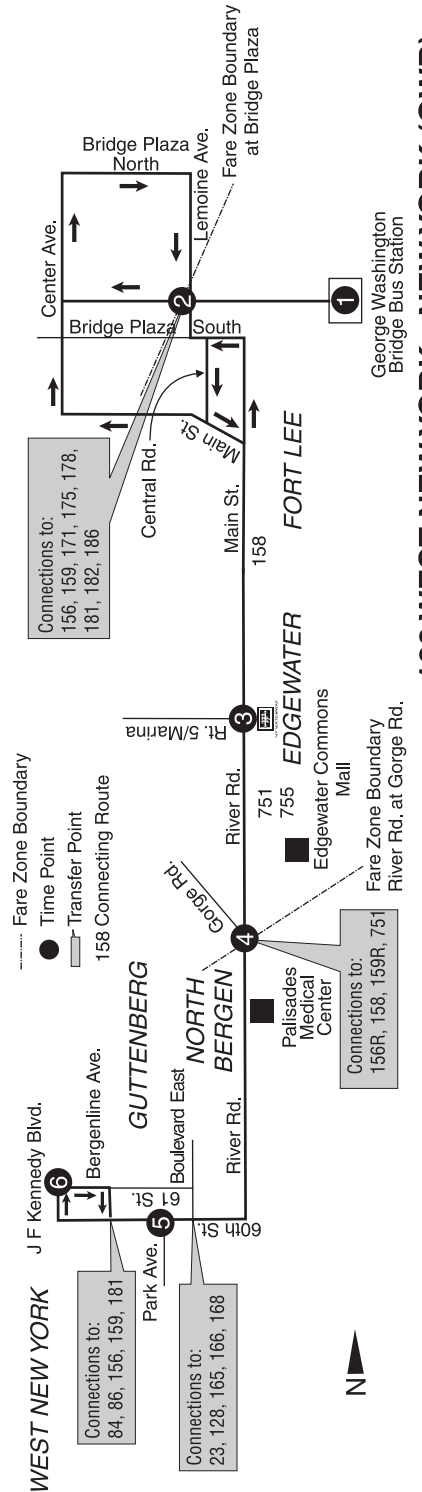 WEST NEW YORK
J F Kennedy Blvd.
6
Bergenline Ave.
Connections to:
84, 86, 156, 159, 181
Park Ave.
5
61 St.
60th St.
Boulevard East
Connections to:
23, 128, 165, 166, 168
N
GUTTENBERG
NORTH
BERGEN
River Rd.
Palisades
Medical
Center
Fare Zone Boundary
Time Point
Transfer Point
158 Connecting Route
Gorge Rd.
4
Connections to:
156R, 158, 159R, 751
Fare Zone Boundary
River Rd. at Gorge Rd.
River Rd.
751
755
Edgewater Commons
Mall
EDGEWATER
Rt. 5/Marina
3
Connections to:
156, 159, 171, 175, 178,
181, 182, 186
Main St.
158
FORT LEE
Central Rd.
Main St.
Bridge Plaza South
Center Ave.
Bridge Plaza
North
Lemoine Ave.
2
Fare Zone Boundary
at Bridge Plaza
1
George Washington
Bridge Bus Station